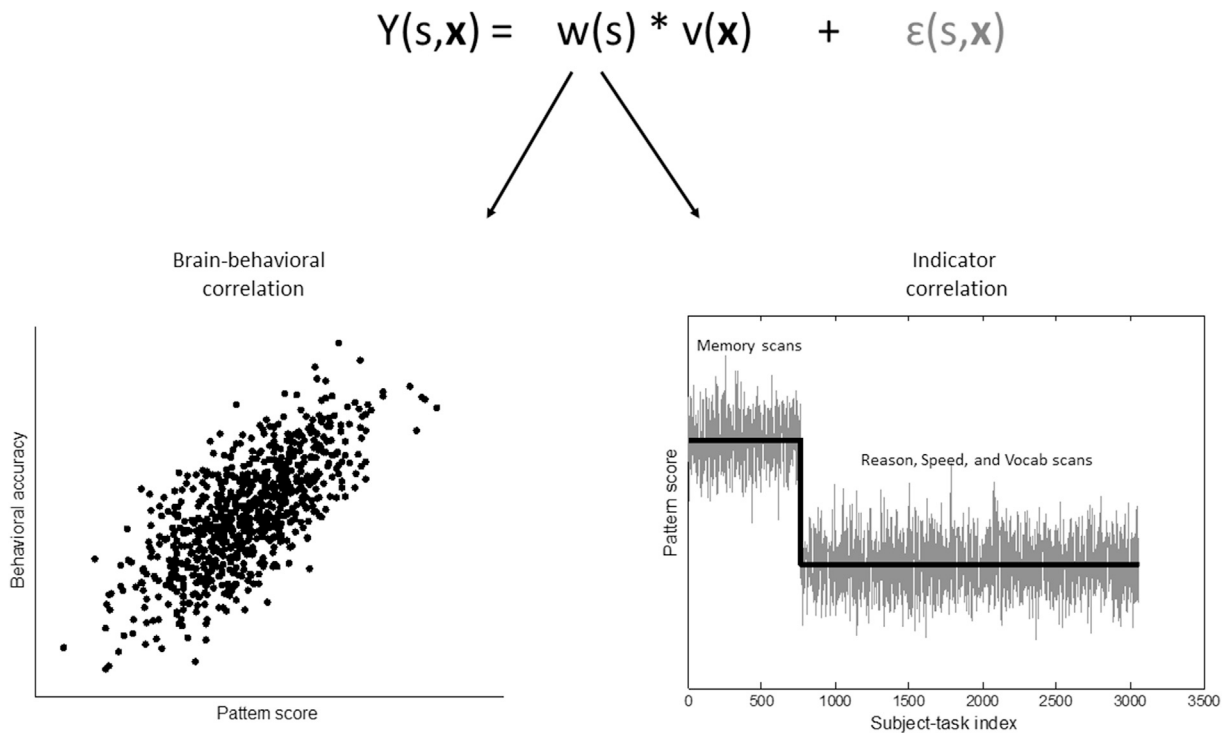 Y(s,x) = w(s) * v(x) + ε(s,x)
Brain-behavioral
correlation
Indicator
correlation
Behavioral accuracy
Pattern score
Memory scans
Reason, Speed, and Vocab scans
Pattern score
0 500 1000 1500 2000 2500 3000 3500
Subject-task index